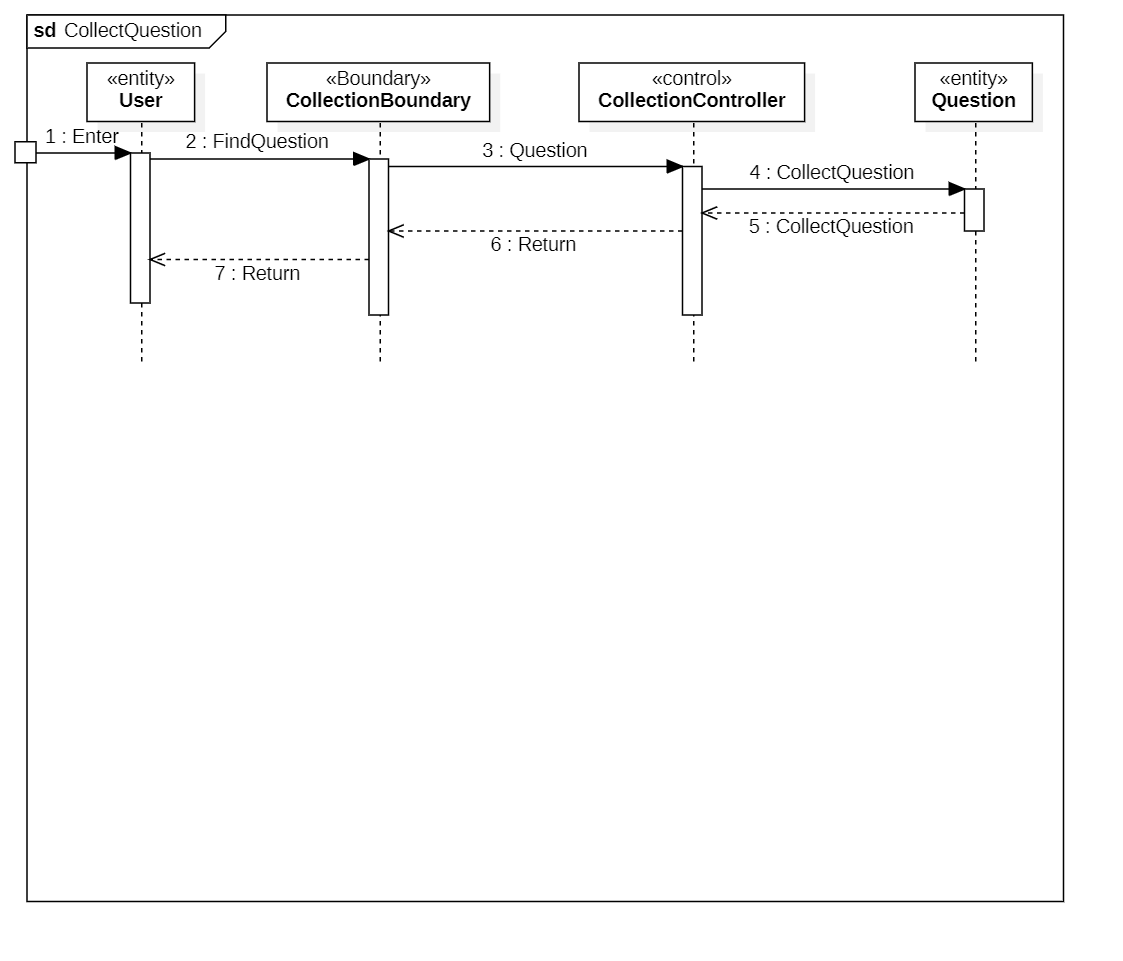 sd CollectQuestion
«entity»
User
«Boundary»
CollectionBoundary
«control»
CollectionController
«entity»
Question
1 : Enter
2 : FindQuestion
3 : Question
4 : CollectQuestion
5 : CollectQuestion
6 : Return
7 : Return